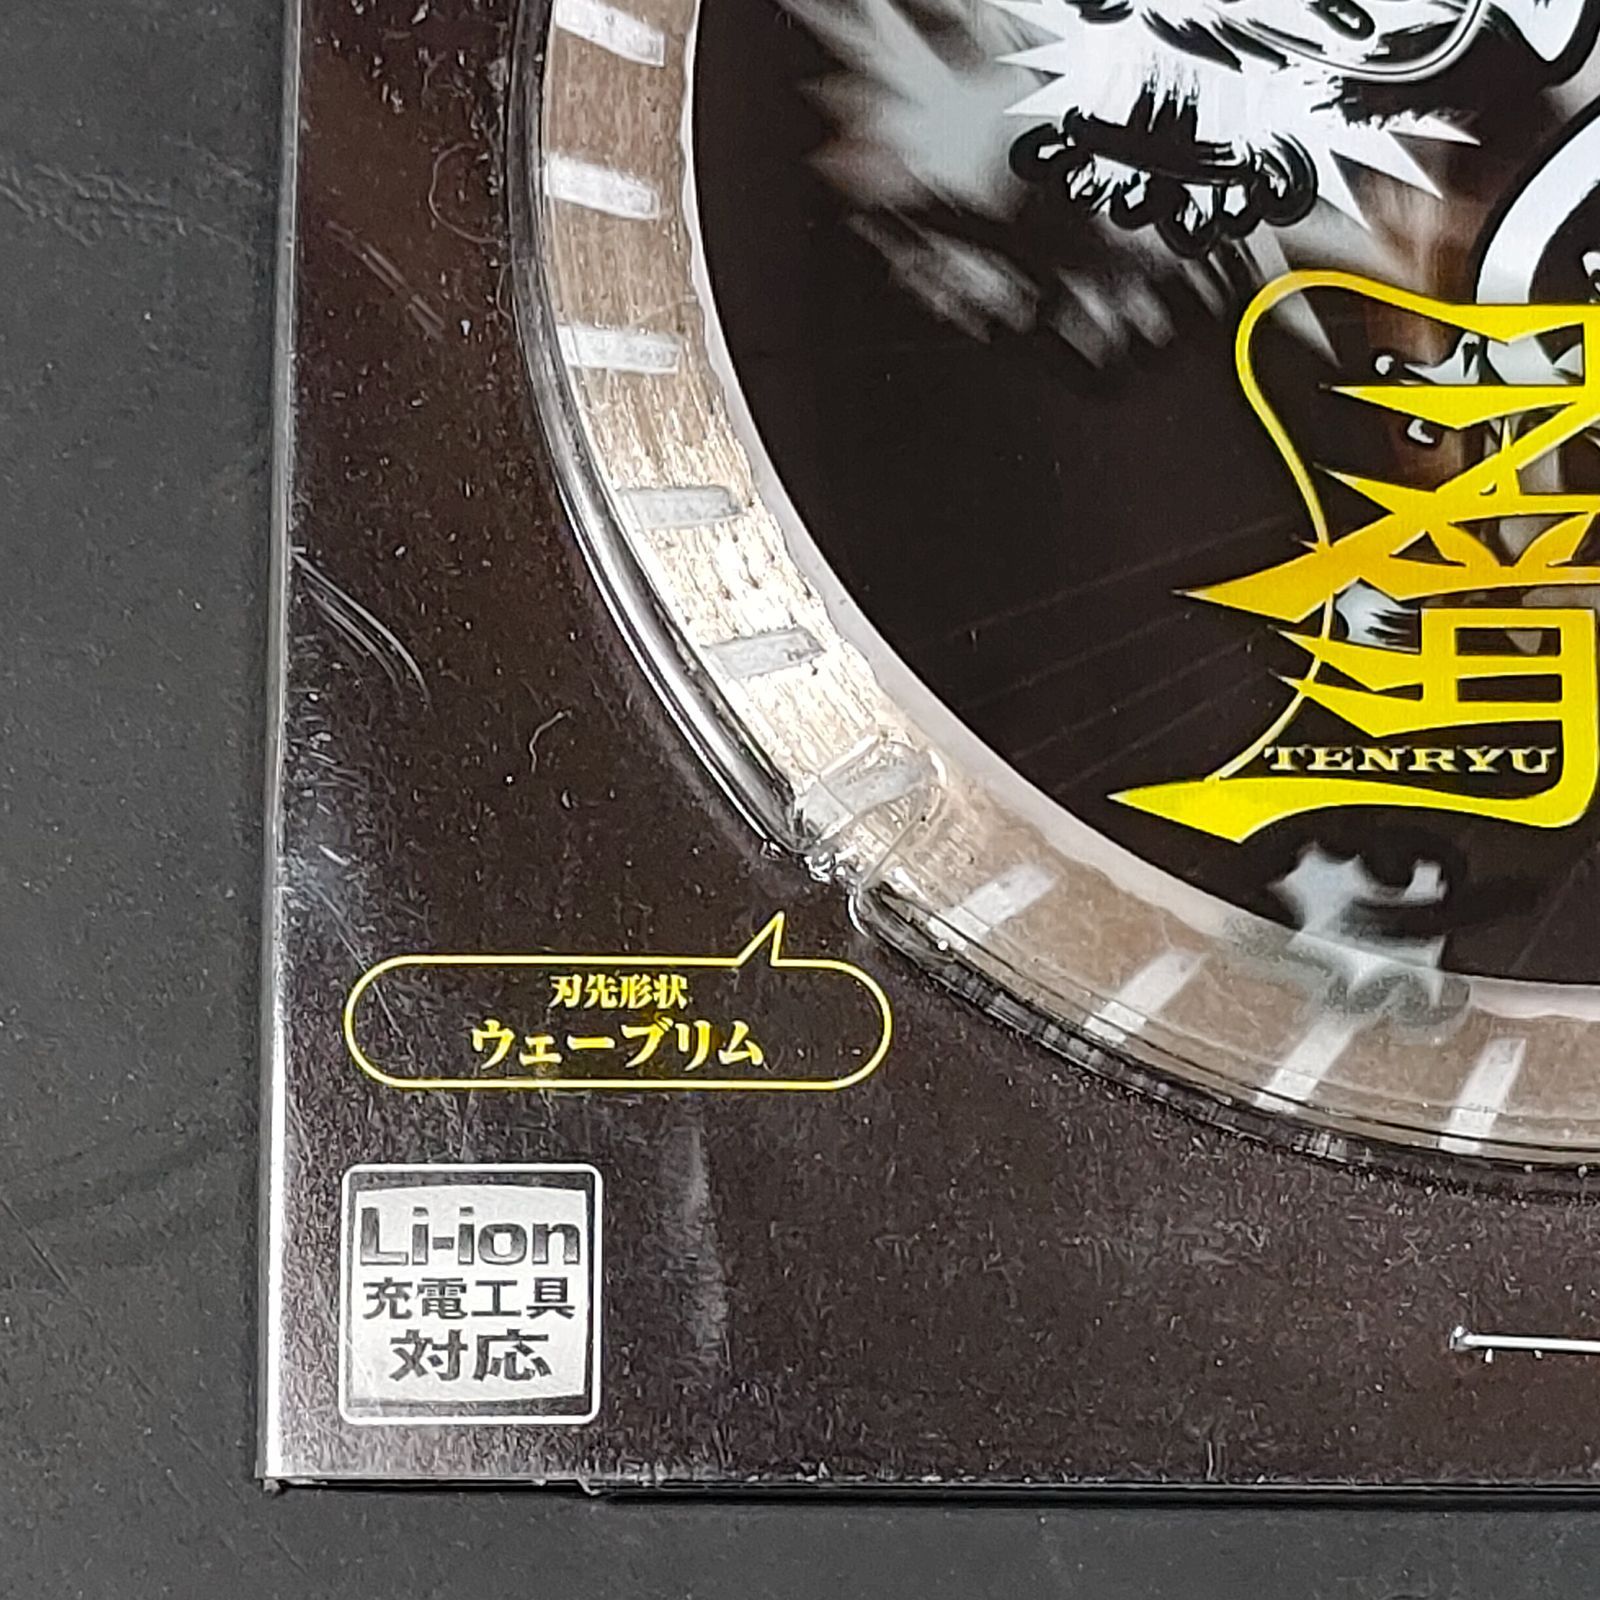 TENRYU
刃先形状
ウェーブリム
Li-ion
充電工具
対応